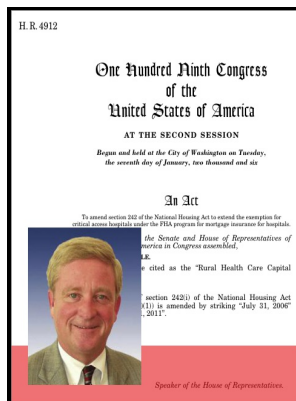 H. R. 4912
One Hundred Ninth Congress
of the
United States of America
AT THE SECOND SESSION
Begun and held at the City of Washington on Tuesday,
the seventh day of January, two thousand and six
An Act
To amend section 242 of the National Housing Act to extend the exemption for
critical access hospitals under the FHA program for mortgage insurance for hospitals.
the Senate and House of Representatives of
merica in Congress assembled,
LE.
e cited as the “Rural Health Care Capital
section 242(i) of the National Housing Act
)(1)) is amended by striking “July 31, 2006”
1, 2011”.
Speaker of the House of Representatives.